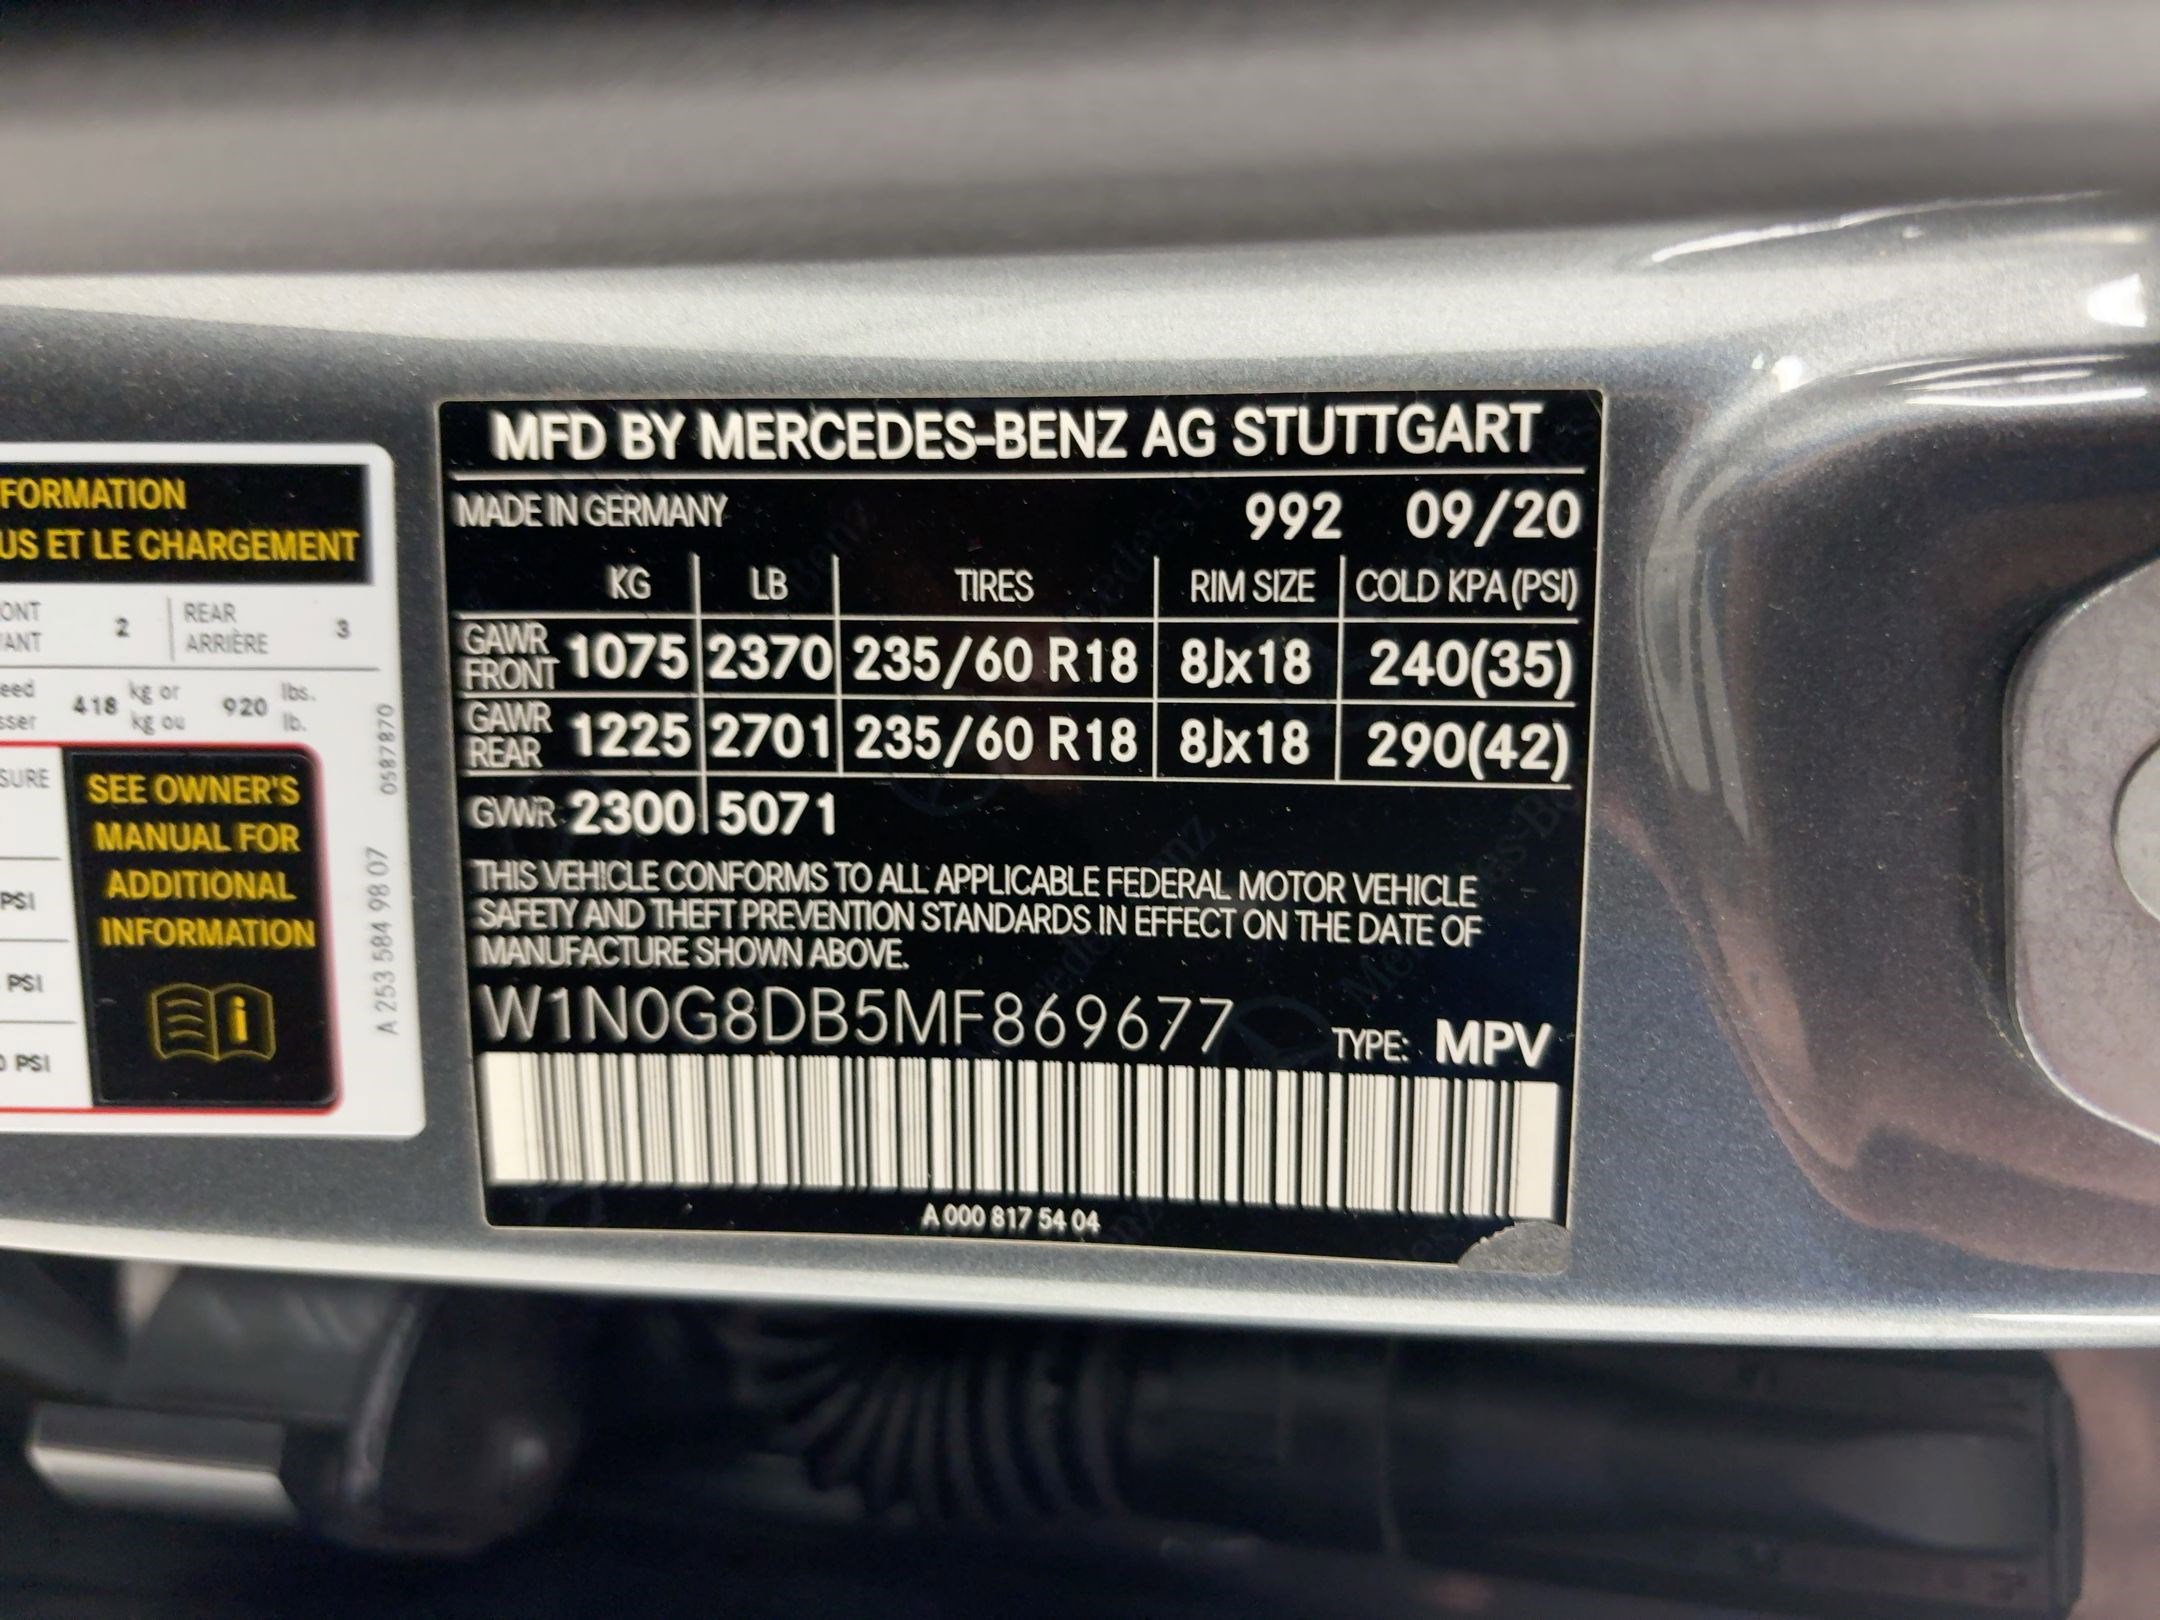 FORMATION
US ET LE CHARGEMENT
ONT
ANT
2
REAR
ARRIÈRE
3
eed
sser
418
kg or
kg ou
920
lbs.
lb.
SURE
PSI
PSI
0 PSI
SEE OWNER'S
MANUAL FOR
ADDITIONAL
INFORMATION
i
0587870
A 253 584 98 07
MFD BY MERCEDES-BENZ AG STUTTGART
MADE IN GERMANY 992 09/20
KG LB TIRES RIM SIZE COLD KPA (PSI)
GAWR FRONT 1075 2370 235/60 R18 8Jx18 240(35)
GAWR REAR 1225 2701 235/60 R18 8Jx18 290(42)
GVWR 2300 5071
THIS VEHICLE CONFORMS TO ALL APPLICABLE FEDERAL MOTOR VEHICLE
SAFETY AND THEFT PREVENTION STANDARDS IN EFFECT ON THE DATE OF
MANUFACTURE SHOWN ABOVE.
W1N0G8DB5MF869677 TYPE: MPV
A 000 817 54 04